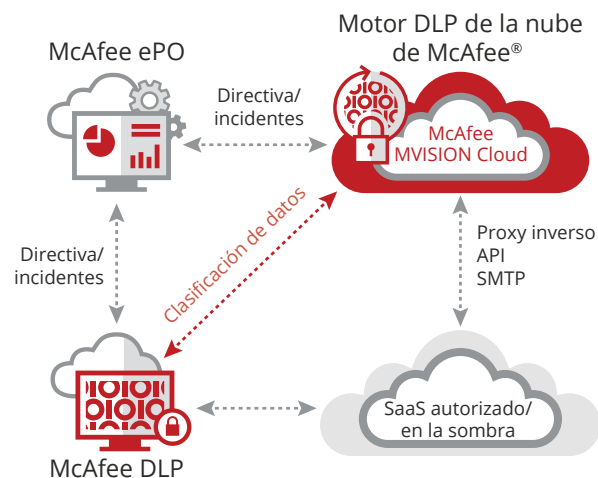 McAfee ePO
Motor DLP de la nube
de McAfee®
Directiva/
incidentes
McAfee
MVISION Cloud
Clasificación de datos
Directiva/
incidentes
Proxy inverso
API
SMTP
SaaS autorizado/
en la sombra
McAfee DLP